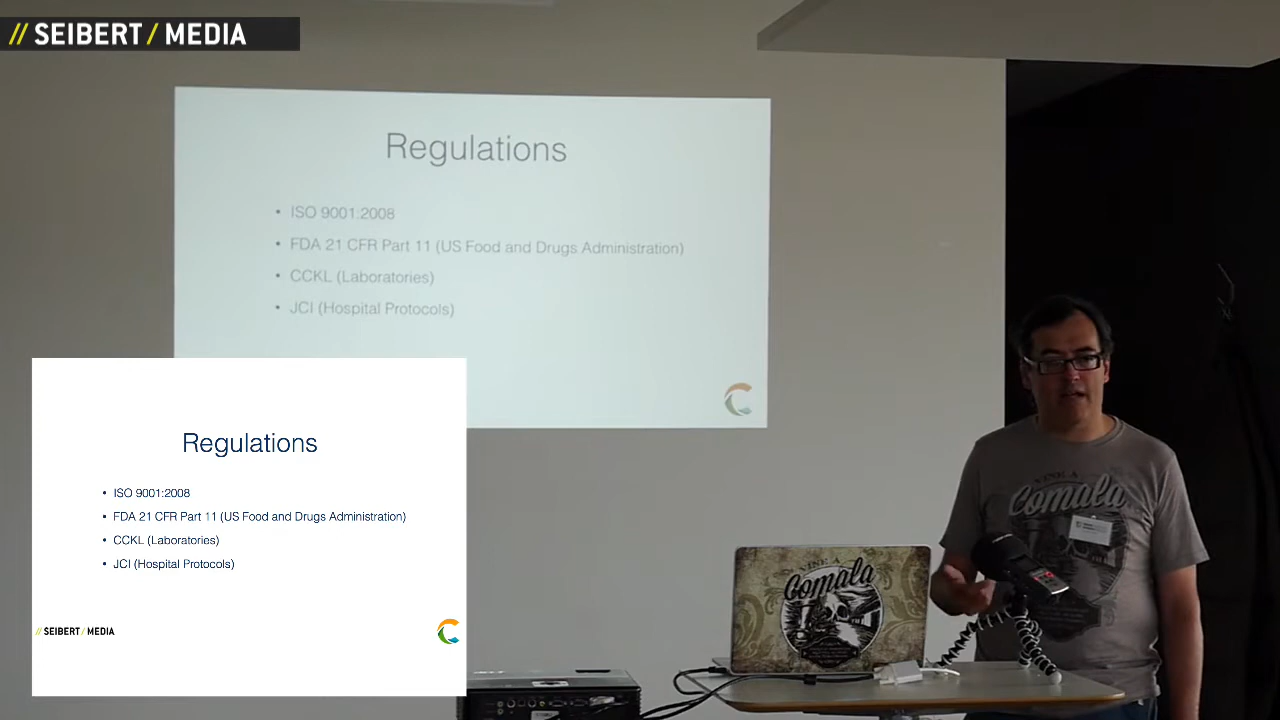 // SEIBERT / MEDIA
Regulations
• ISO 9001:2008
• FDA 21 CFR Part 11 (US Food and Drugs Administration)
• CCKL (Laboratories)
• JCI (Hospital Protocols)
Regulations
• ISO 9001:2008
• FDA 21 CFR Part 11 (US Food and Drugs Administration)
• CCKL (Laboratories)
• JCI (Hospital Protocols)
// SEIBERT / MEDIA
VINE A
Comala
VINE A
Comala